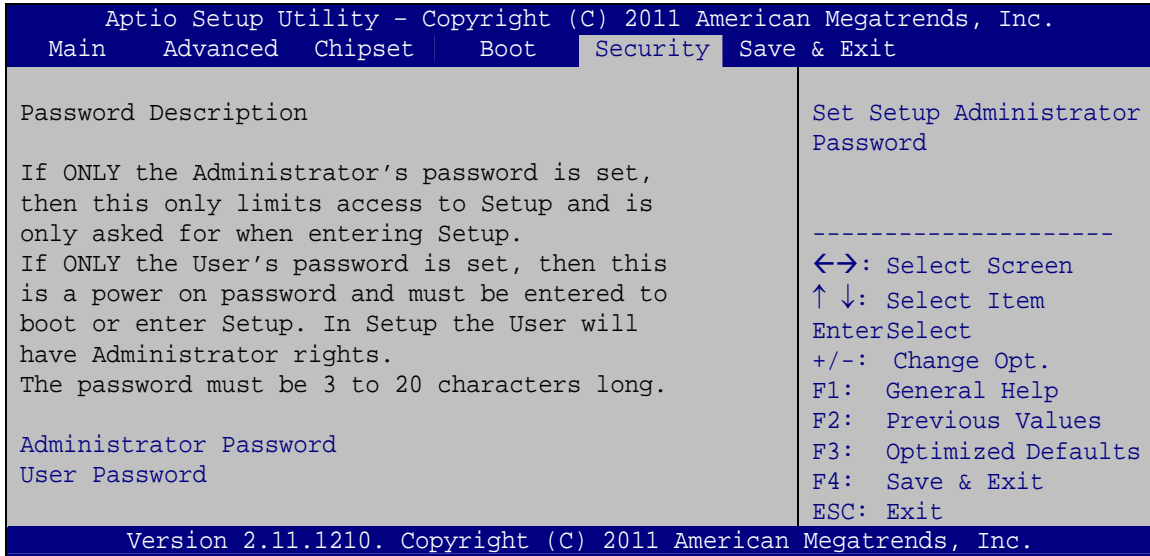 Aptio Setup Utility – Copyright (C) 2011 American Megatrends, Inc.
Main Advanced Chipset Boot Security Save & Exit
Password Description
If ONLY the Administrator’s password is set,
then this only limits access to Setup and is
only asked for when entering Setup.
If ONLY the User’s password is set, then this
is a power on password and must be entered to
boot or enter Setup. In Setup the User will
have Administrator rights.
The password must be 3 to 20 characters long.
Administrator Password
User Password
Set Setup Administrator
Password
---------------------
←→: Select Screen
↑ ↓: Select Item
EnterSelect
+/-: Change Opt.
F1: General Help
F2: Previous Values
F3: Optimized Defaults
F4: Save & Exit
ESC: Exit
Version 2.11.1210. Copyright (C) 2011 American Megatrends, Inc.